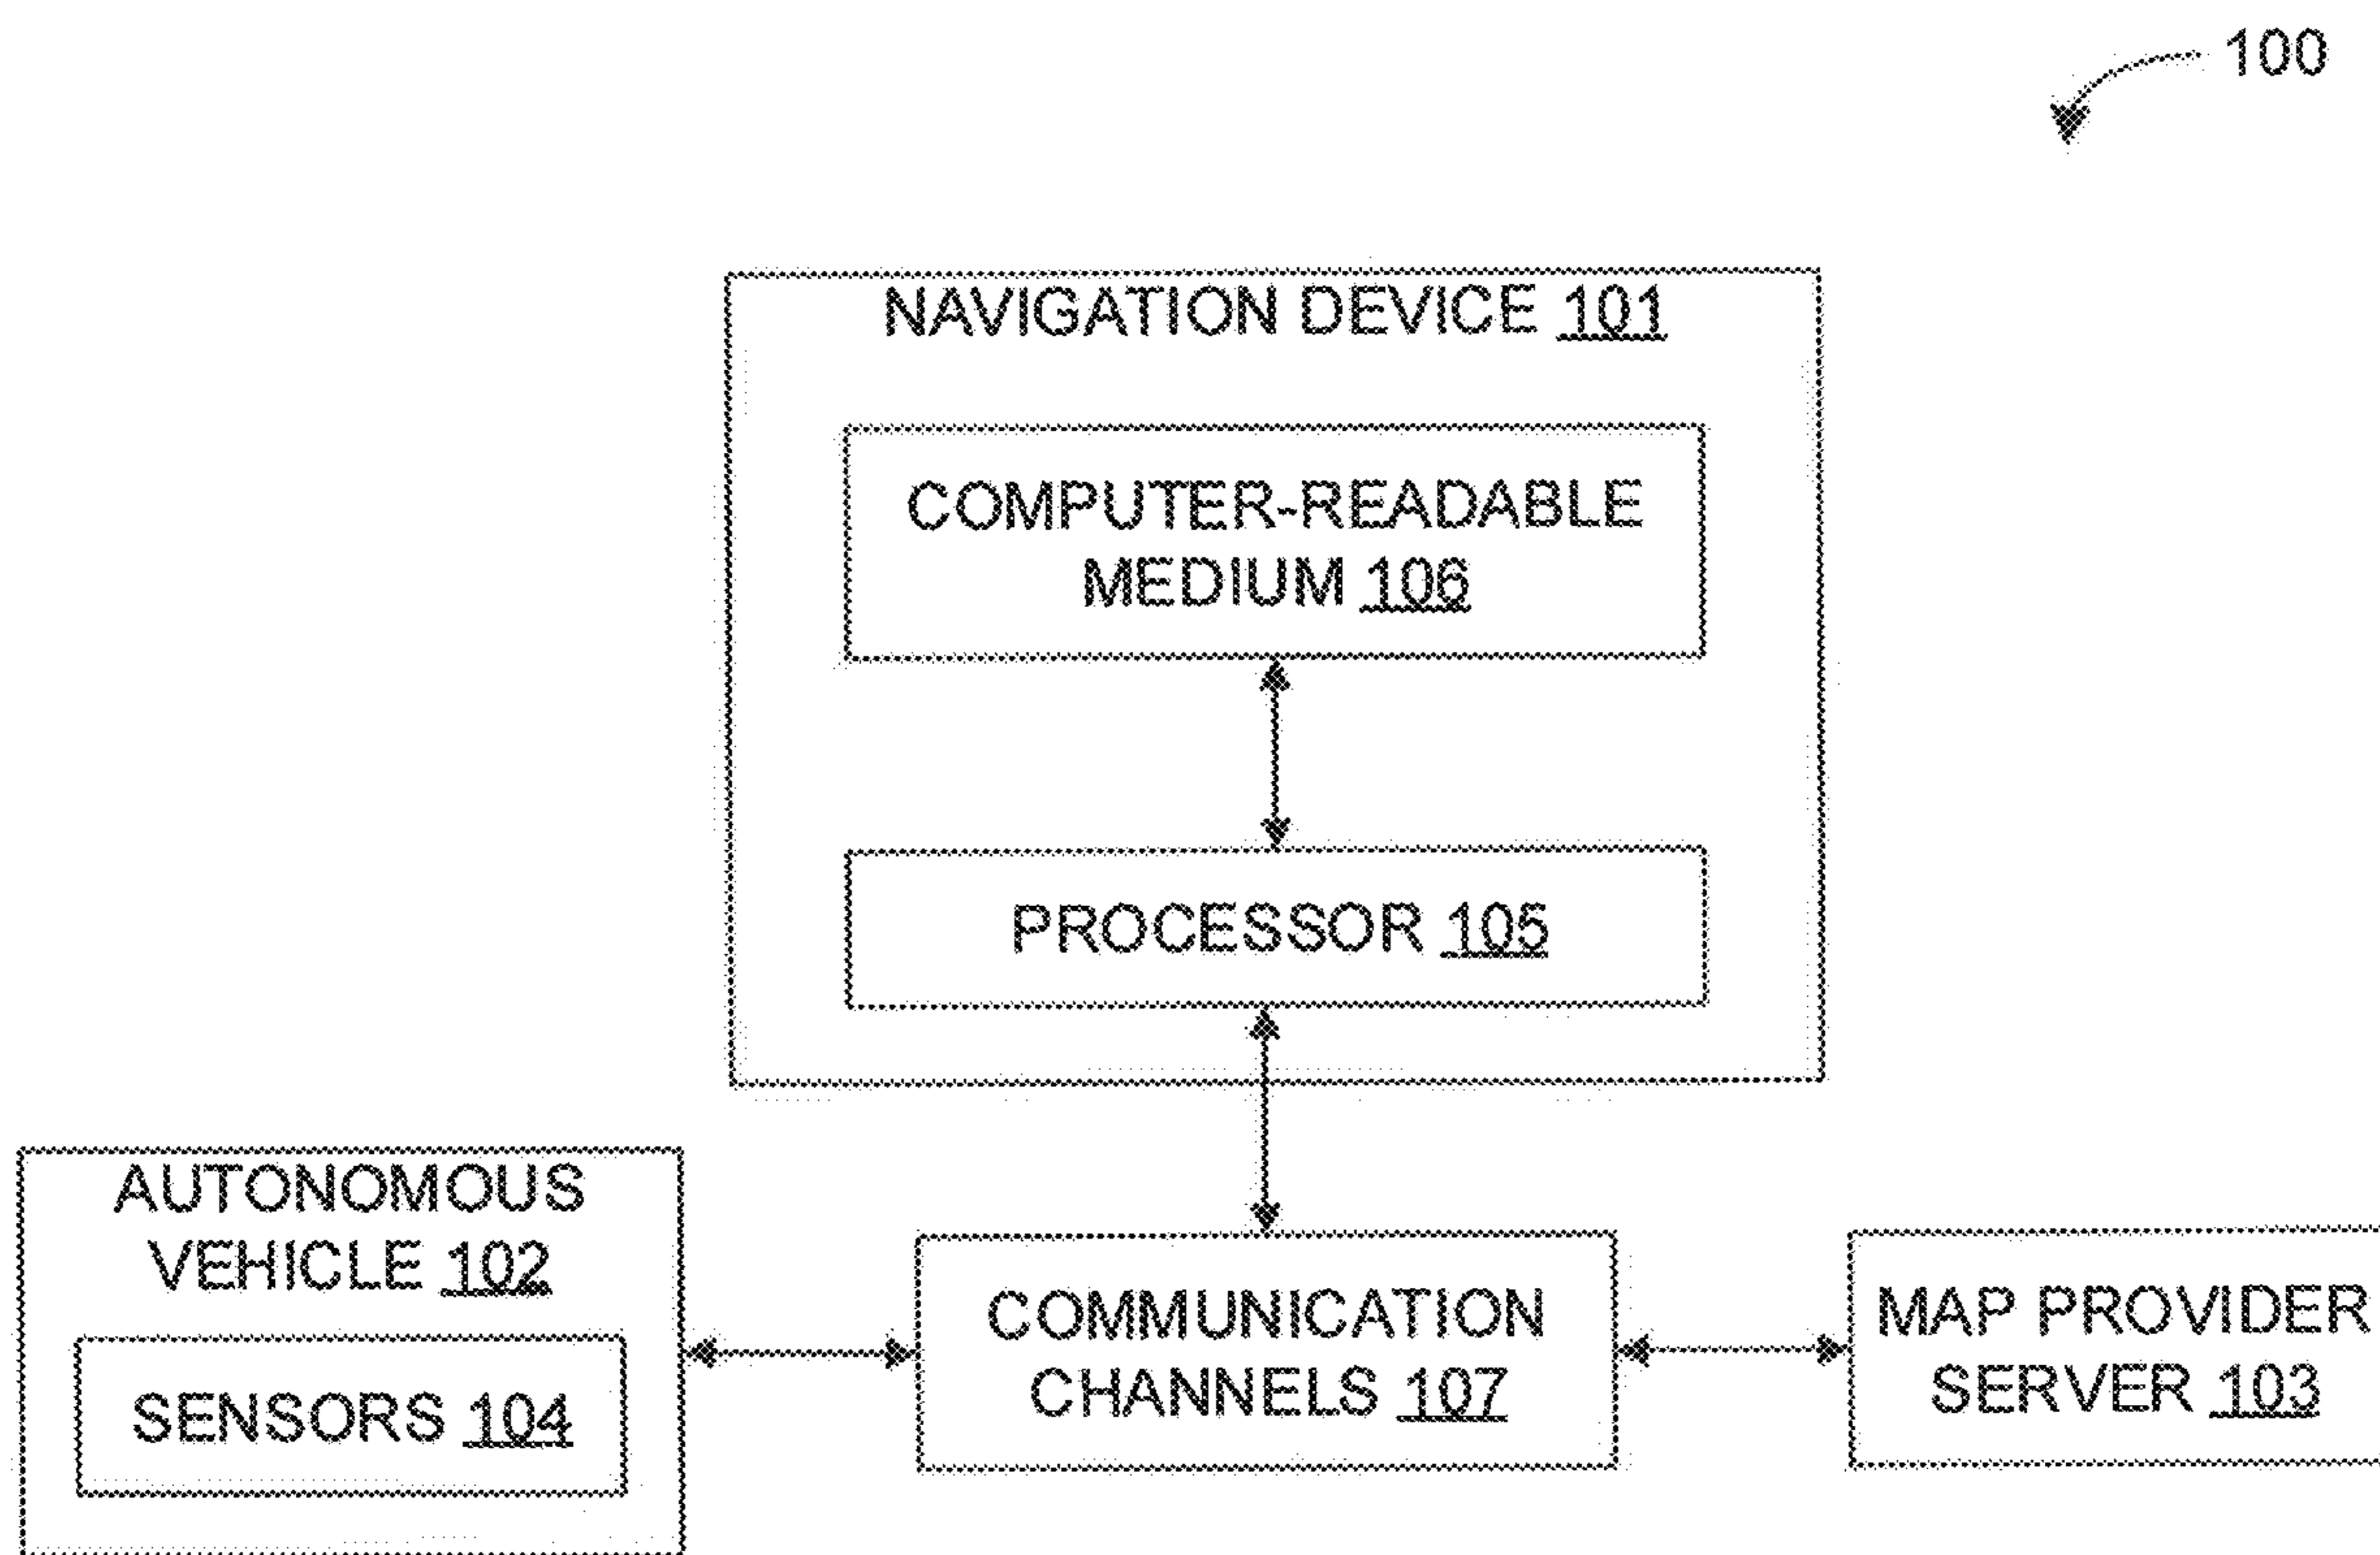 100
NAVIGATION DEVICE 101
COMPUTER-READABLE
MEDIUM 106
PROCESSOR 105
AUTONOMOUS
VEHICLE 102
SENSORS 104
COMMUNICATION
CHANNELS 107
MAP PROVIDER
SERVER 103